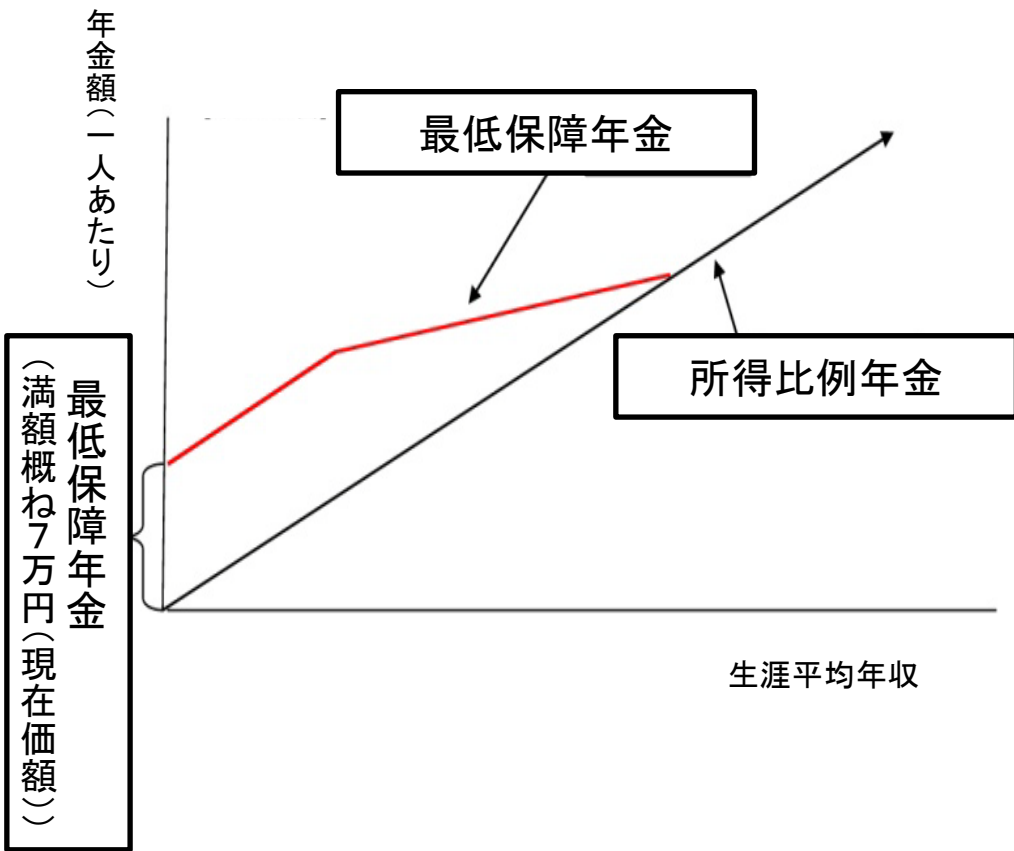 年金額(一人あたり)
最低保障年金
所得比例年金
最低保障年金
(満額概ね7万円(現在価額))
生涯平均年収